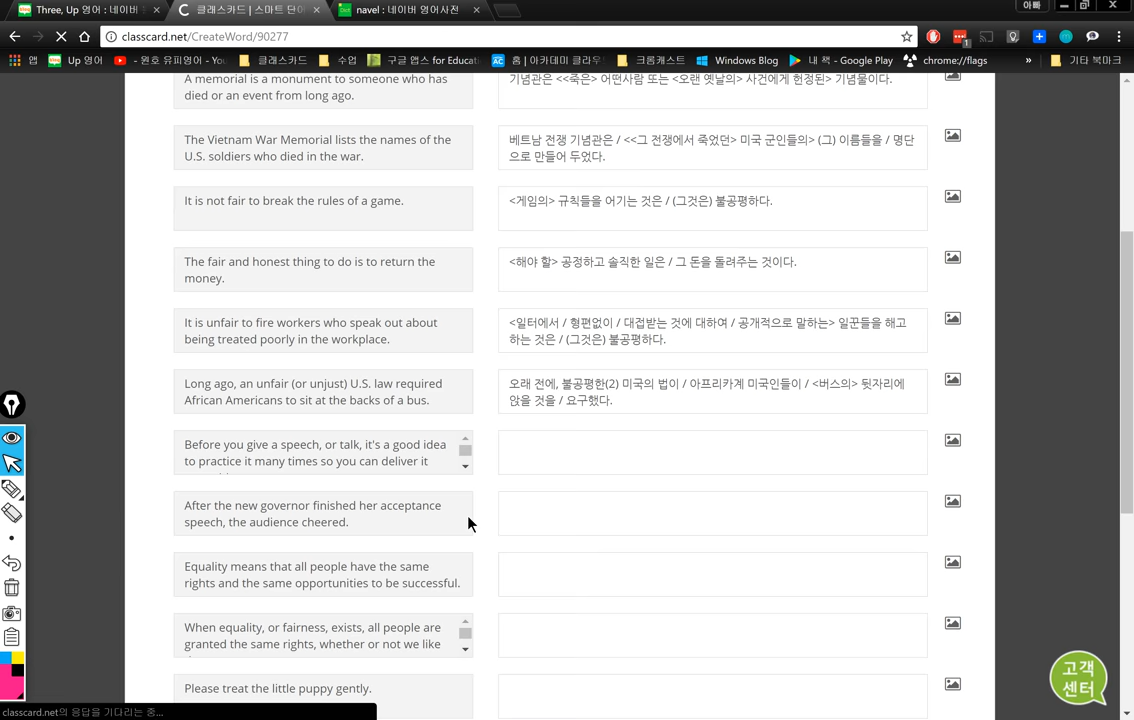 Three, Up 영어 : 네이버
클래스카드 | 스마트 단어
navel : 네이버 영어사전
아빠
classcard.net/CreateWord/90277
앱
Up 영어
- 원호 유피영어 - You
클래스카드
수업
구글 앱스 for Educati
크롬캐스트
홈 | 아카데미 클라우
Windows Blog
내 책 - Google Play
chrome://flags
»
기타 북마크
A memorial is a monument to someone who has
died or an event from long ago.
기념관은 <<죽은> 어떤사람 또는 <오랜 옛날의> 사건에게 헌정된> 기념물이다.
The Vietnam War Memorial lists the names of the
U.S. soldiers who died in the war.
베트남 전쟁 기념관은 / <<그 전쟁에서 죽었던> 미국 군인들의> (그) 이름들을 / 명단
으로 만들어 두었다.
It is not fair to break the rules of a game.
<게임의> 규칙들을 어기는 것은 / (그것은) 불공평하다.
The fair and honest thing to do is to return the
money.
<해야 할> 공정하고 솔직한 일은 / 그 돈을 돌려주는 것이다.
It is unfair to fire workers who speak out about
being treated poorly in the workplace.
<일터에서 / 형편없이 / 대접받는 것에 대하여 / 공개적으로 말하는> 일꾼들을 해고
하는 것은 / (그것은) 불공평하다.
Long ago, an unfair (or unjust) U.S. law required
African Americans to sit at the backs of a bus.
오래 전에, 불공평한(2) 미국의 법이 / 아프리카계 미국인들이 / <버스의> 뒷자리에
앉을 것을 / 요구했다.
Before you give a speech, or talk, it's a good idea
to practice it many times so you can deliver it
After the new governor finished her acceptance
speech, the audience cheered.
Equality means that all people have the same
rights and the same opportunities to be successful.
When equality, or fairness, exists, all people are
granted the same rights, whether or not we like
Please treat the little puppy gently.
고객
센터
classcard.net의 응답을 기다리는 중...